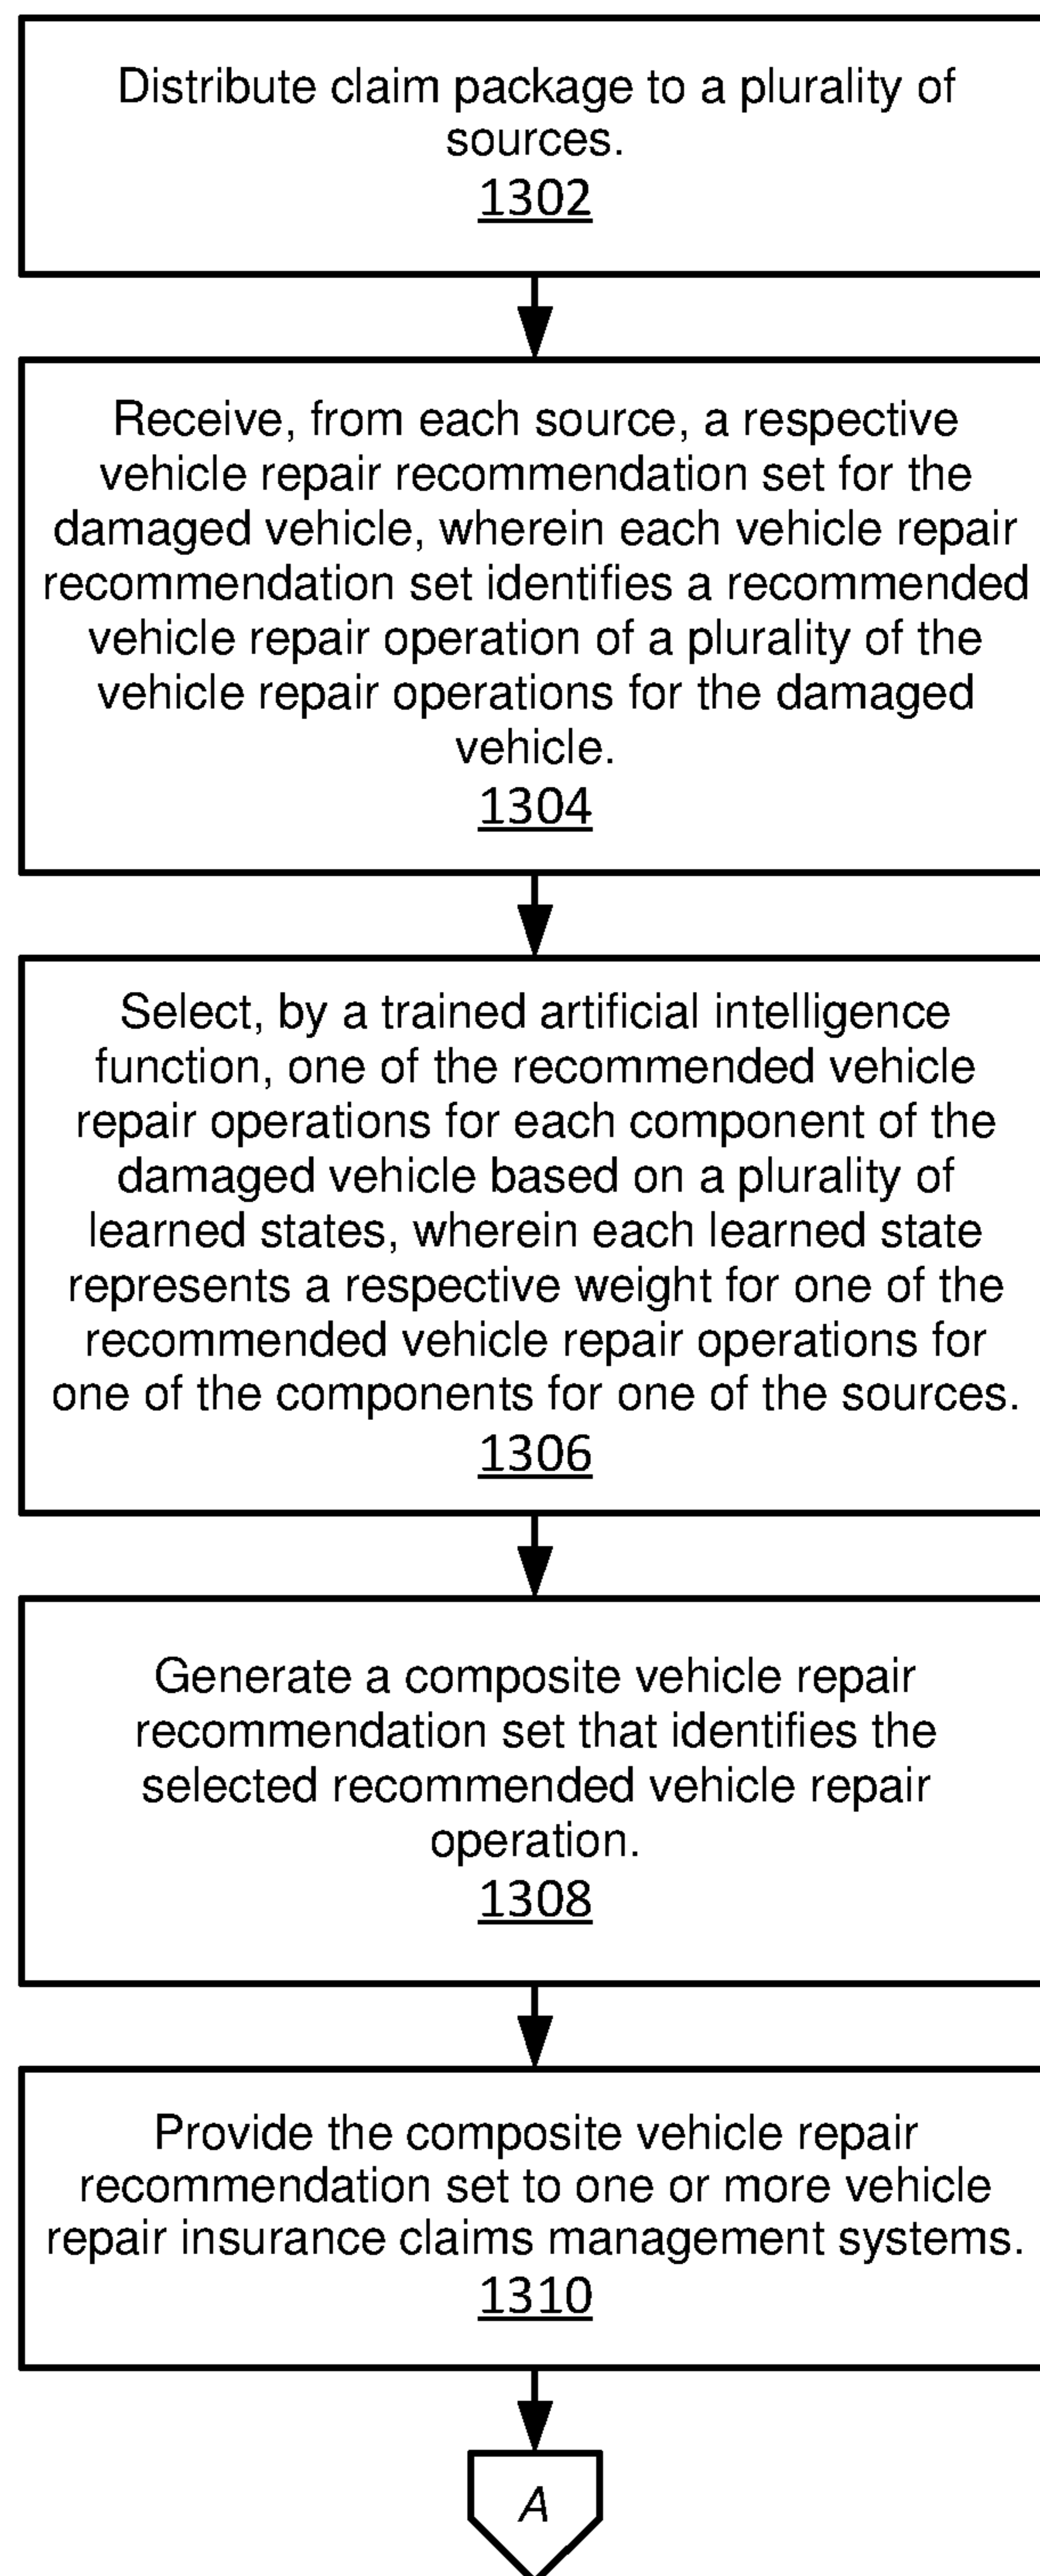 Distribute claim package to a plurality of
sources.
1302
Receive, from each source, a respective
vehicle repair recommendation set for the
damaged vehicle, wherein each vehicle repair
recommendation set identifies a recommended
vehicle repair operation of a plurality of the
vehicle repair operations for the damaged
vehicle.
1304
Select, by a trained artificial intelligence
function, one of the recommended vehicle
repair operations for each component of the
damaged vehicle based on a plurality of
learned states, wherein each learned state
represents a respective weight for one of the
recommended vehicle repair operations for
one of the components for one of the sources.
1306
Generate a composite vehicle repair
recommendation set that identifies the
selected recommended vehicle repair
operation.
1308
Provide the composite vehicle repair
recommendation set to one or more vehicle
repair insurance claims management systems.
1310
A